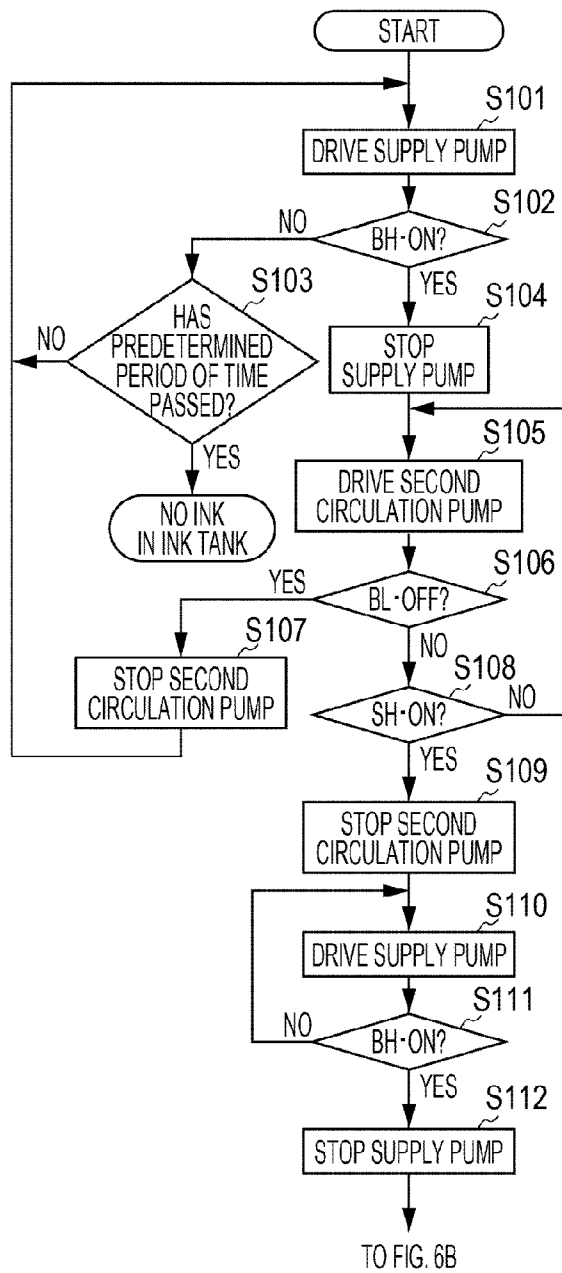 START
S101
DRIVE SUPPLY PUMP
S102
BH-ON?
NO
YES
S103
HAS
PREDETERMINED
PERIOD OF TIME
PASSED?
NO
YES
NO INK
IN INK TANK
S104
STOP
SUPPLY PUMP
S105
DRIVE SECOND
CIRCULATION PUMP
S106
BL-OFF?
YES
NO
S107
STOP SECOND
CIRCULATION PUMP
S108
SH-ON?
NO
YES
S109
STOP SECOND
CIRCULATION PUMP
S110
DRIVE SUPPLY PUMP
S111
BH-ON?
NO
YES
S112
STOP SUPPLY PUMP
TO FIG. 6B